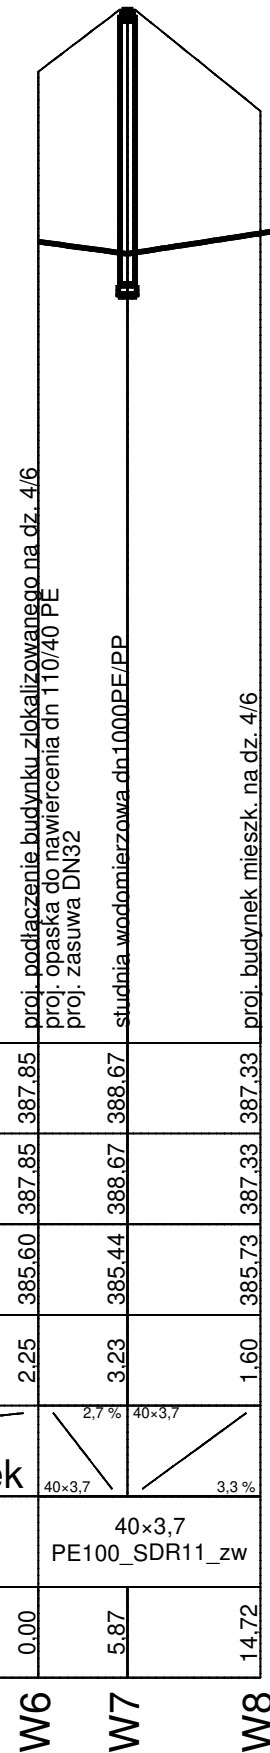 proj. podłączenie budynku zlokalizowanego na dz. 4/6
proj. opaska do nawiercenia dn 110/40 PE
proj. zasuwa DN32
studnia wodomierzowa dn1000PE/PP
proj. budynek mieszk. na dz. 4/6
387,85 388,67 387,33
387,85 388,67 387,33
385,60 385,44 385,73
2,25 3,23 1,60
2,7 % 40×3,7
ek 40×3,7 3,3 %
40×3,7
PE100_SDR11_zw
0,00 5,87 14,72
W6 W7 W8